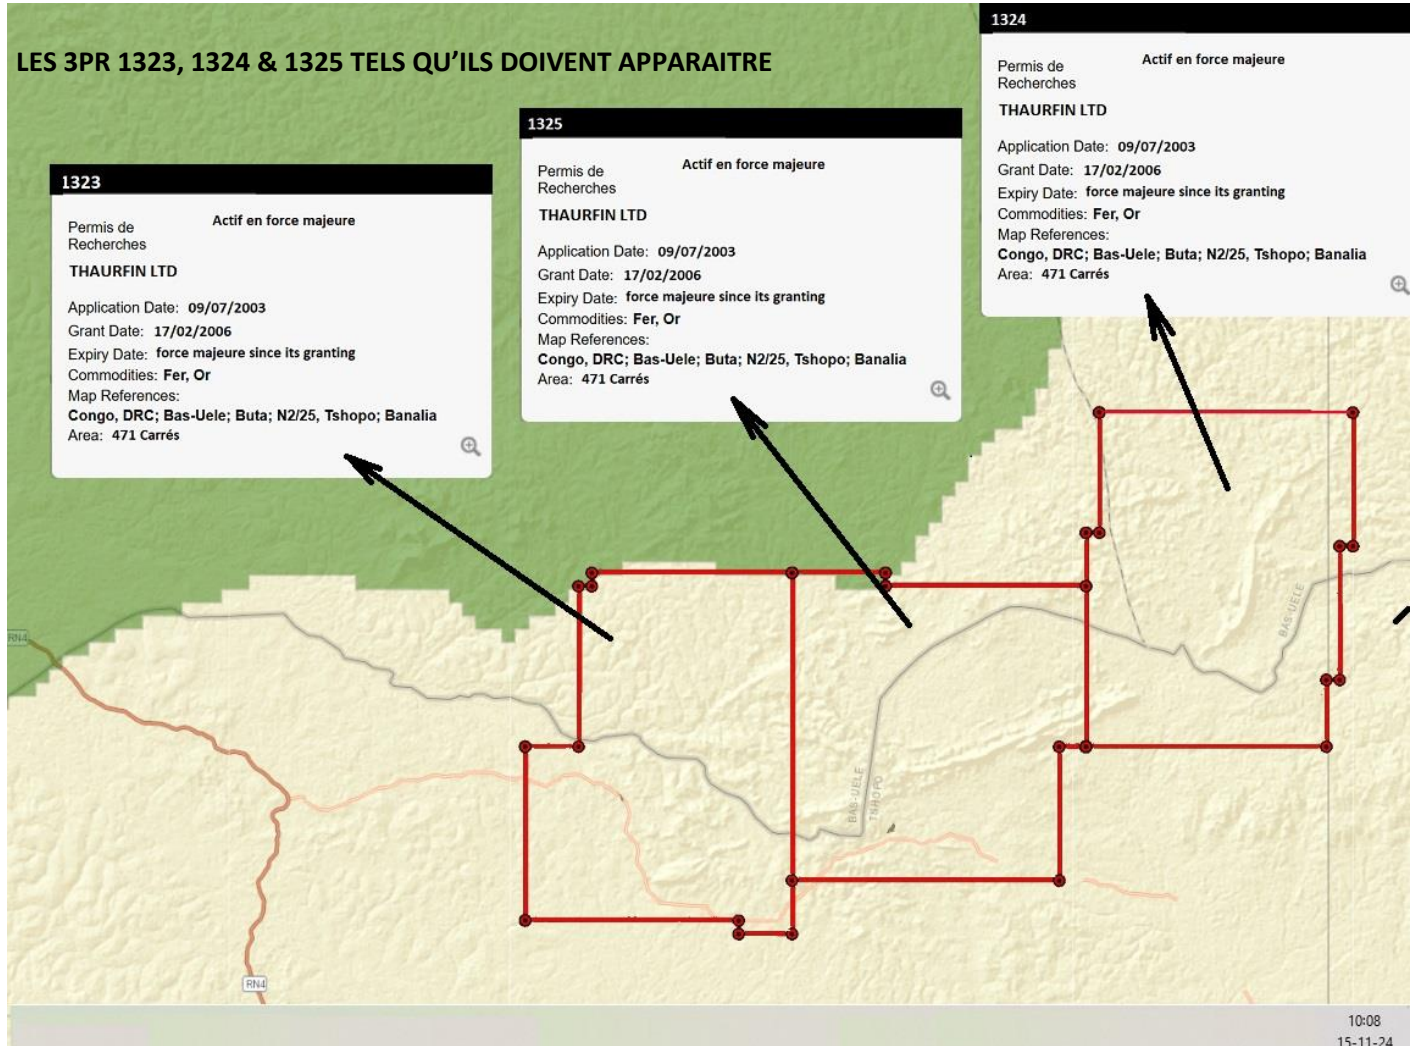 LES 3PR 1323, 1324 & 1325 TELS QU'ILS DOIVENT APPARAITRE
1323
Permis de
Recherches
Actif en force majeure
THAURFIN LTD
Application Date: 09/07/2003
Grant Date: 17/02/2006
Expiry Date: force majeure since its granting
Commodities: Fer, Or
Map References:
Congo, DRC; Bas-Uele; Buta; N2/25, Tshopo; Banalia
Area: 471 Carrés
1325
Permis de
Recherches
Actif en force majeure
THAURFIN LTD
Application Date: 09/07/2003
Grant Date: 17/02/2006
Expiry Date: force majeure since its granting
Commodities: Fer, Or
Map References:
Congo, DRC; Bas-Uele; Buta; N2/25, Tshopo; Banalia
Area: 471 Carrés
1324
Permis de
Recherches
Actif en force majeure
THAURFIN LTD
Application Date: 09/07/2003
Grant Date: 17/02/2006
Expiry Date: force majeure since its granting
Commodities: Fer, Or
Map References:
Congo, DRC; Bas-Uele; Buta; N2/25, Tshopo; Banalia
Area: 471 Carrés
RN4
BAS-UELE
BAS-UELE
TSHOPO
RN4
10:08
15-11-24